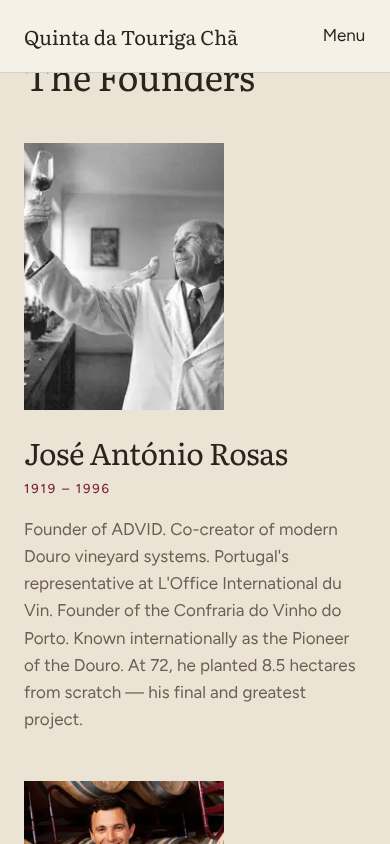 Quinta da Touriga Chã
Menu
The Founders
José António Rosas
1919 – 1996
Founder of ADVID. Co-creator of modern
Douro vineyard systems. Portugal's
representative at L'Office International du
Vin. Founder of the Confraria do Vinho do
Porto. Known internationally as the Pioneer
of the Douro. At 72, he planted 8.5 hectares
from scratch — his final and greatest
project.